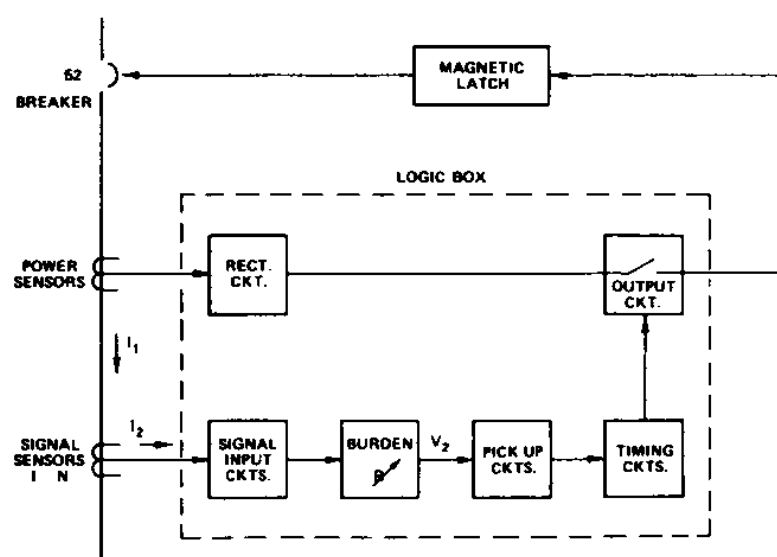 52
BREAKER
MAGNETIC
LATCH
LOGIC BOX
POWER
SENSORS
RECT.
CKT.
OUTPUT
CKT.
I1
I2
SIGNAL
SENSORS
I N
SIGNAL
INPUT
CKTS.
BURDEN
R
V2
PICK UP
CKTS.
TIMING
CKTS.